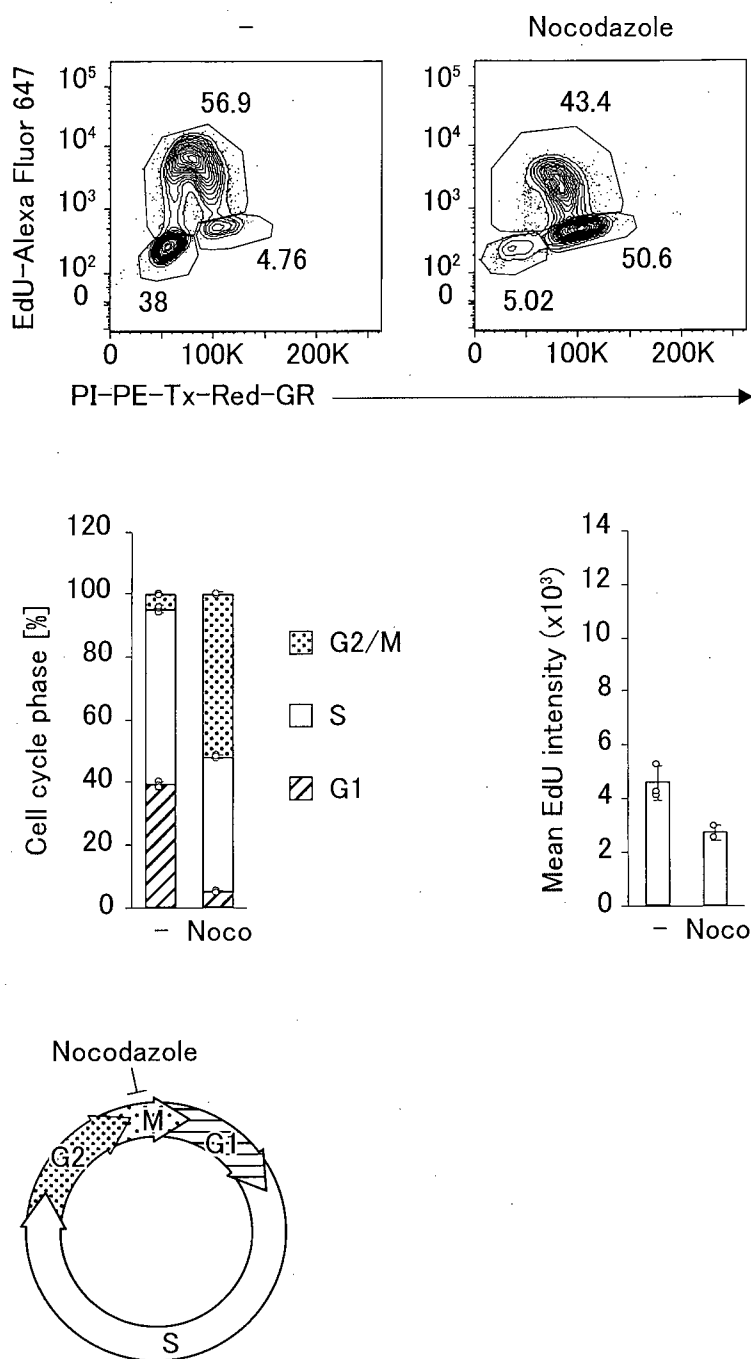 –
Nocodazole
EdU-Alexa Fluor 647
10⁵
10⁴
10³
10²
0
56.9
4.76
38
0
100K
200K
10⁵
10⁴
10³
10²
0
43.4
50.6
5.02
0
100K
200K
PI-PE-Tx-Red-GR
Cell cycle phase [%]
120
100
80
60
40
20
0
– Noco
G2/M
S
G1
Mean EdU intensity (x10³)
14
12
10
8
6
4
2
0
– Noco
Nocodazole
M
G1
G2
S